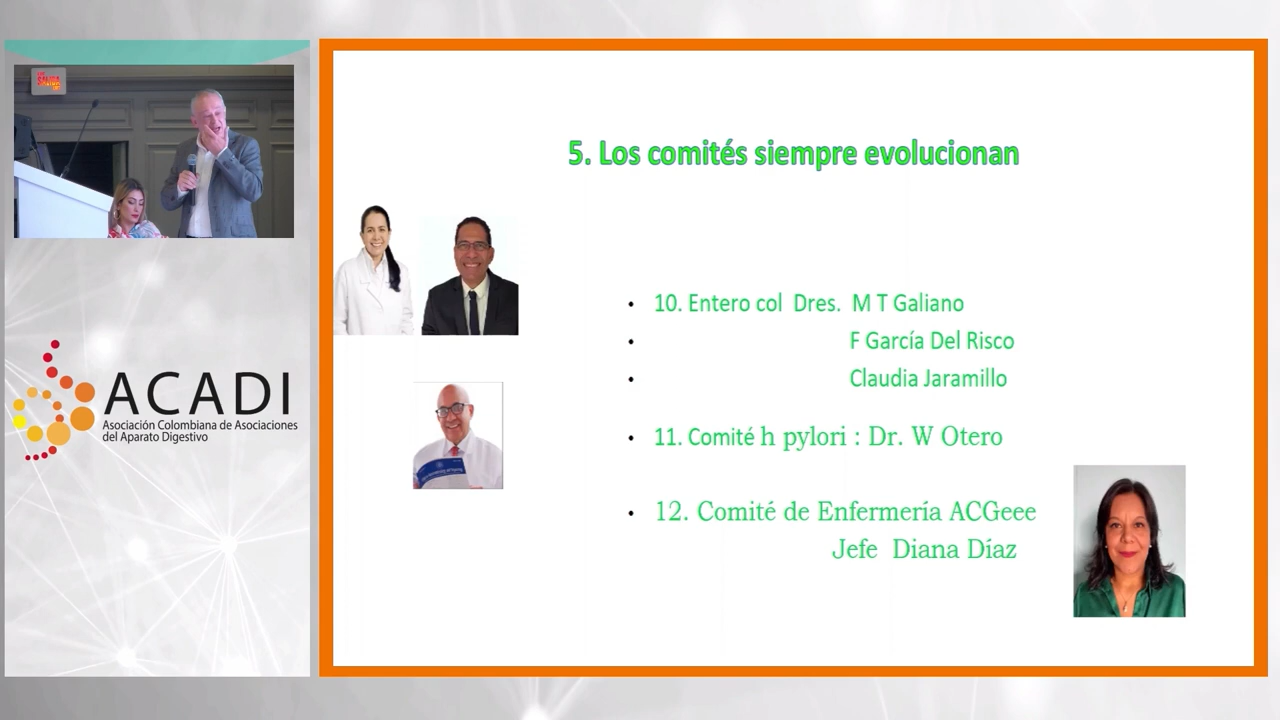 5. Los comités siempre evolucionan
• 10. Entero col Dres. M T Galiano
• F García Del Risco
• Claudia Jaramillo
• 11. Comité h pylori : Dr. W Otero
• 12. Comité de Enfermería ACGeee
Jefe Diana Díaz
ACADI
Asociación Colombiana de Asociaciones
del Aparato Digestivo